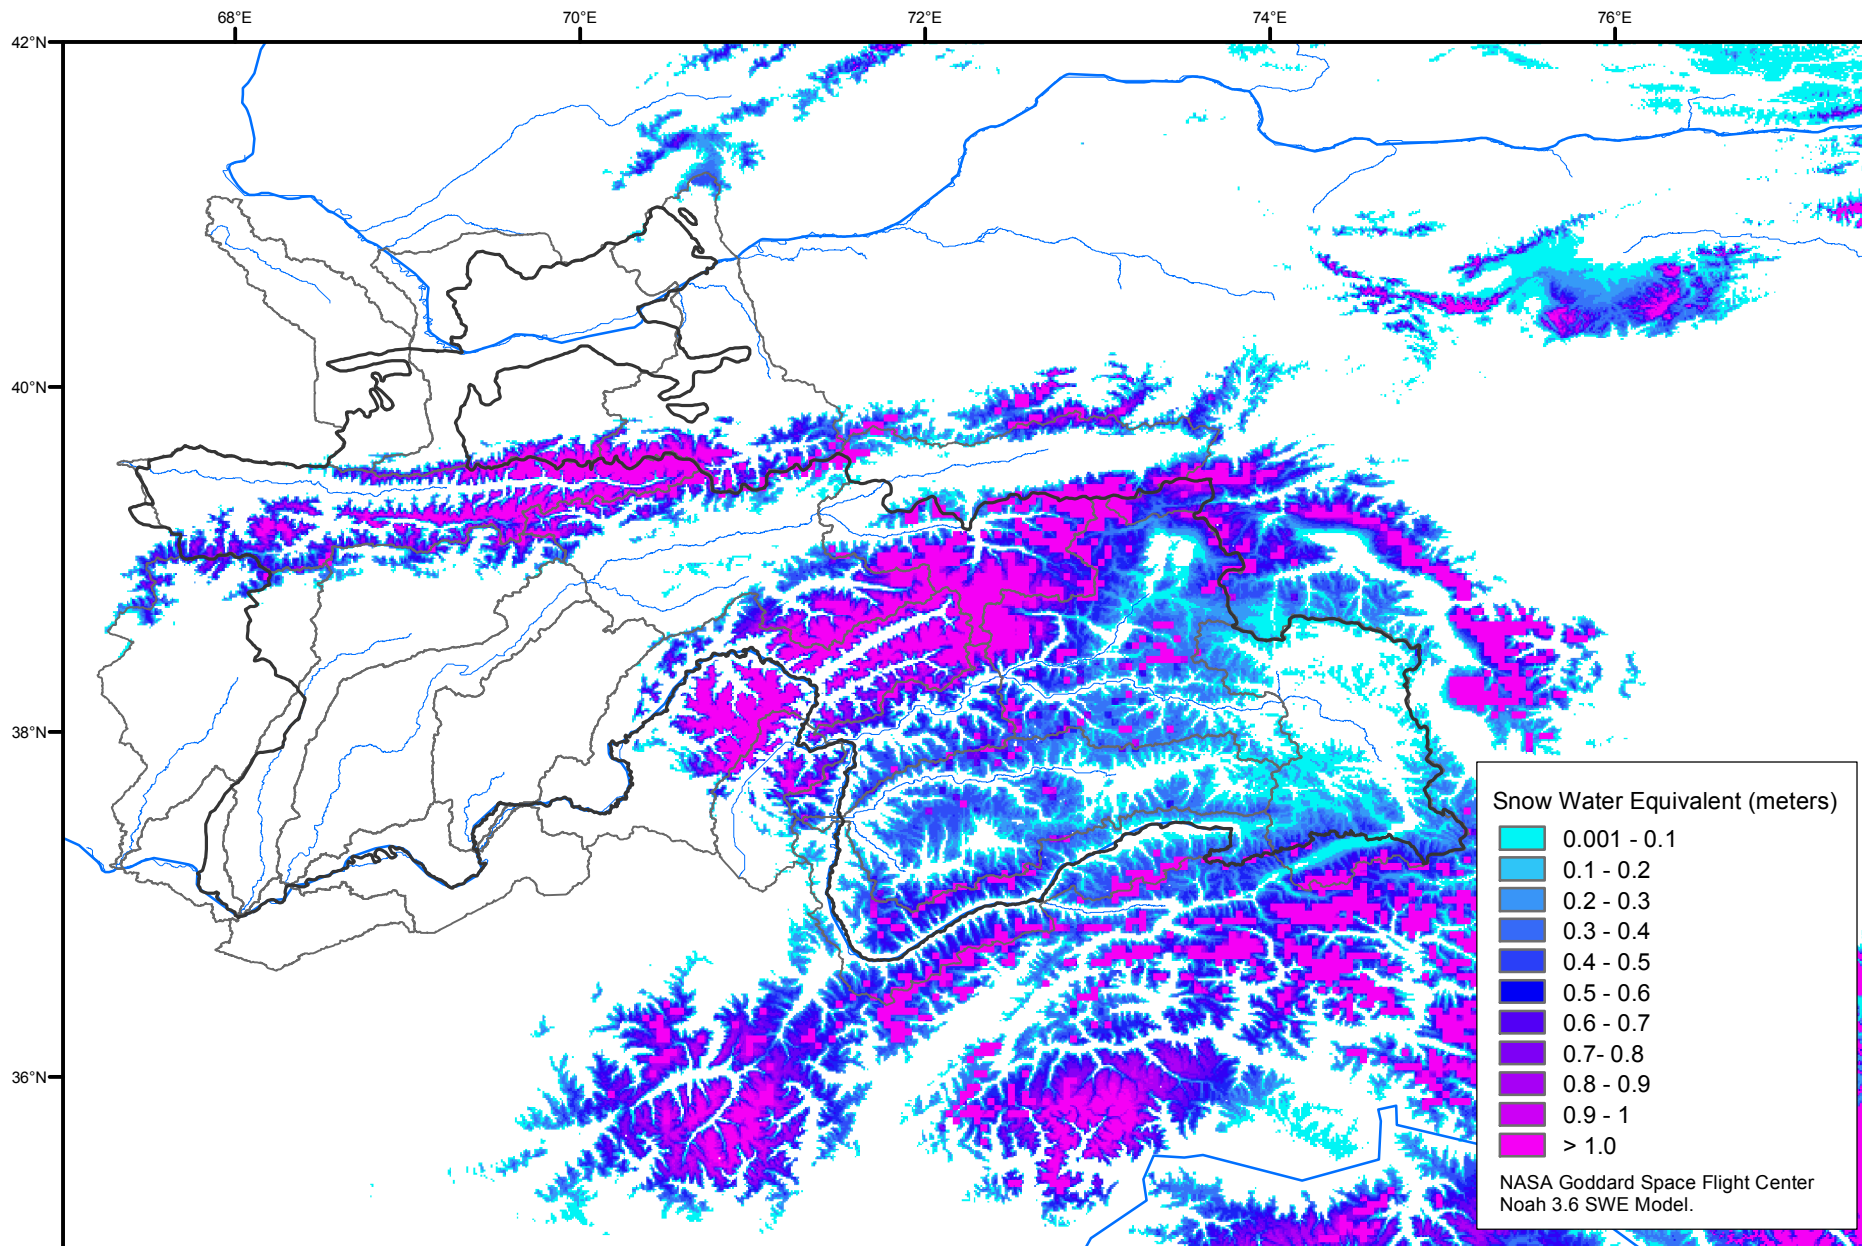 68°E
70°E
72°E
74°E
76°E
42°N
40°N
38°N
36°N
Snow Water Equivalent (meters)
0.001 - 0.1
0.1 - 0.2
0.2 - 0.3
0.3 - 0.4
0.4 - 0.5
0.5 - 0.6
0.6 - 0.7
0.7- 0.8
0.8 - 0.9
0.9 - 1
> 1.0
NASA Goddard Space Flight Center
Noah 3.6 SWE Model.